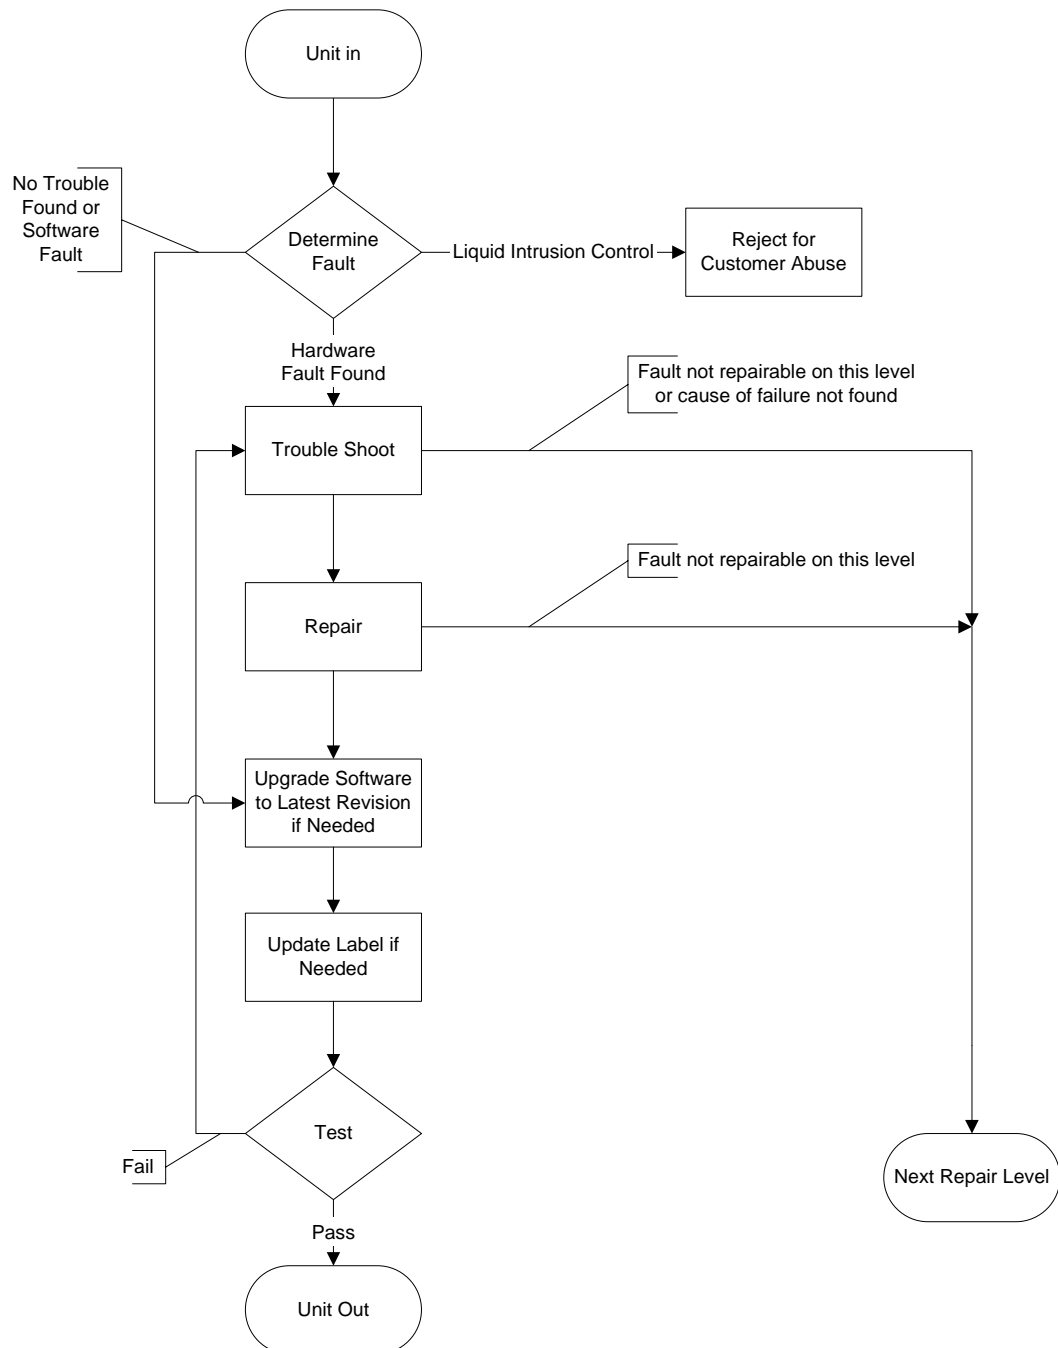 Unit in
No Trouble
Found or
Software
Fault
Determine
Fault
Liquid Intrusion Control
Reject for
Customer Abuse
Hardware
Fault Found
Fault not repairable on this level
or cause of failure not found
Trouble Shoot
Fault not repairable on this level
Repair
Upgrade Software
to Latest Revision
if Needed
Update Label if
Needed
Test
Fail
Next Repair Level
Pass
Unit Out